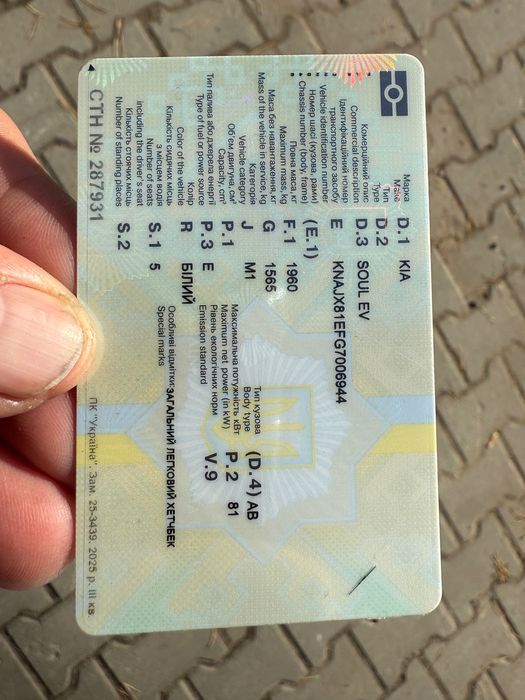 Марка
Make D.1 KIA
Тип
Type D.2
Комерційний опис
Commercial description D.3 SOUL EV
Ідентифікаційний номер
транспортного засобу
Vehicle identification number E KNAJX81EFG7006944
Номер шасі (кузова, рами)
Chassis number (body, frame) (E.1)
Повна маса, кг
Maximum mass, kg F.1 1960
Маса без навантаження, кг
Mass of the vehicle in service, kg G 1565
Категорія
Vehicle category J M1
Об'єм двигуна, см³
Capacity, cm³ P.1
Тип палива або джерела енергії
Type of fuel or power source P.3 E
Колір
Color of the vehicle R БІЛИЙ
Кількість сидячих місць
з місцем водія
Number of seats
including the driver's seat S.1 5
Кількість стоячих місць
Number of standing places S.2
Тип кузова
Body type (D.4) AB
Максимальна потужність кВт
Maximum net power (in kW) P.2 81
Рівень екологічних норм
Emission standard V.9
Особливі відмітки ЗАГАЛЬНИЙ ЛЕГКОВИЙ ХЕТЧБЕК
Special marks
СТН № 287931
ПК "Україна". Зам. 25-3439. 2025 р. III кв.